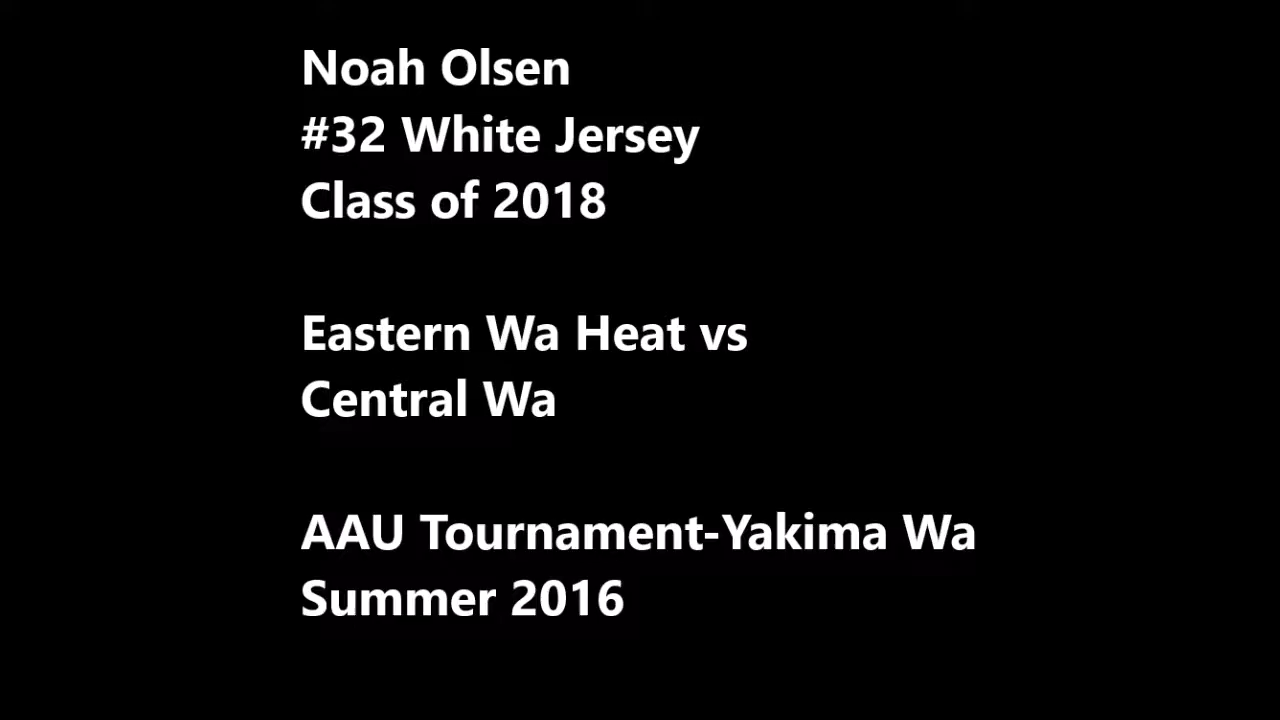 Noah Olsen
#32 White Jersey
Class of 2018
Eastern Wa Heat vs
Central Wa
AAU Tournament-Yakima Wa
Summer 2016